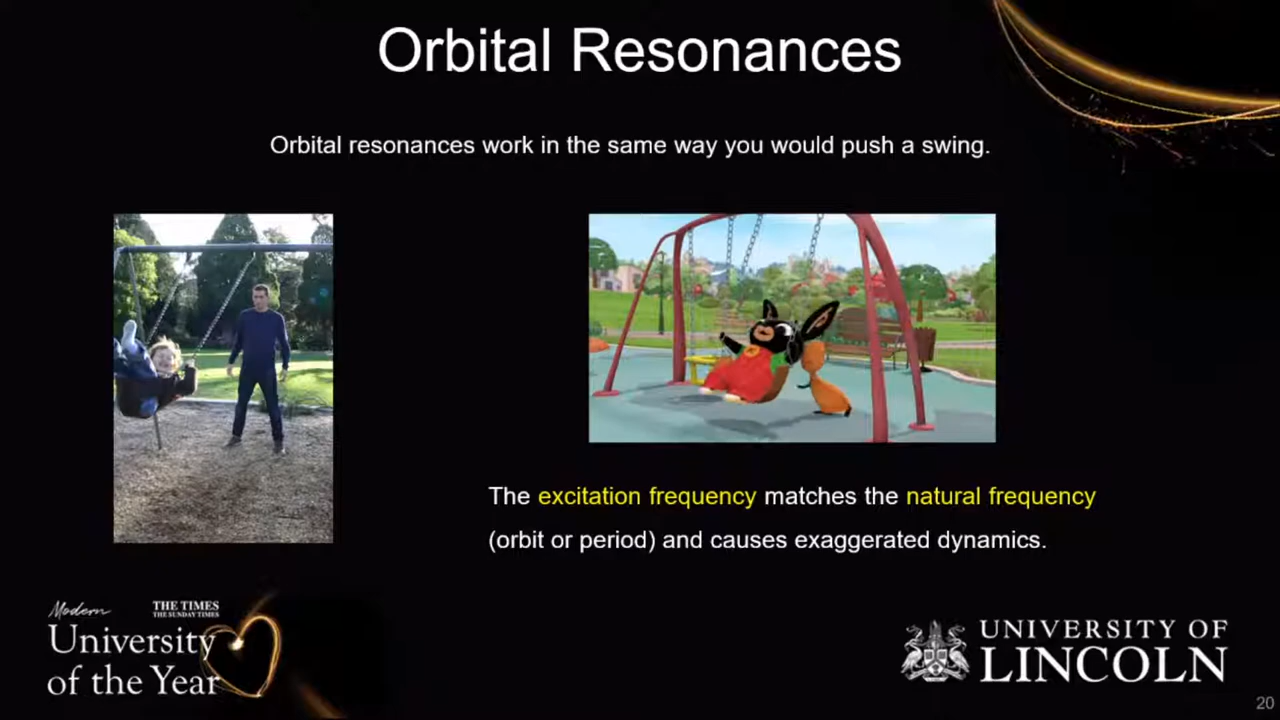 Orbital Resonances
Orbital resonances work in the same way you would push a swing.
The excitation frequency matches the natural frequency
(orbit or period) and causes exaggerated dynamics.
Modern
THE TIMES
THE SUNDAY TIMES
University
of the Year
UNIVERSITY OF
LINCOLN
20